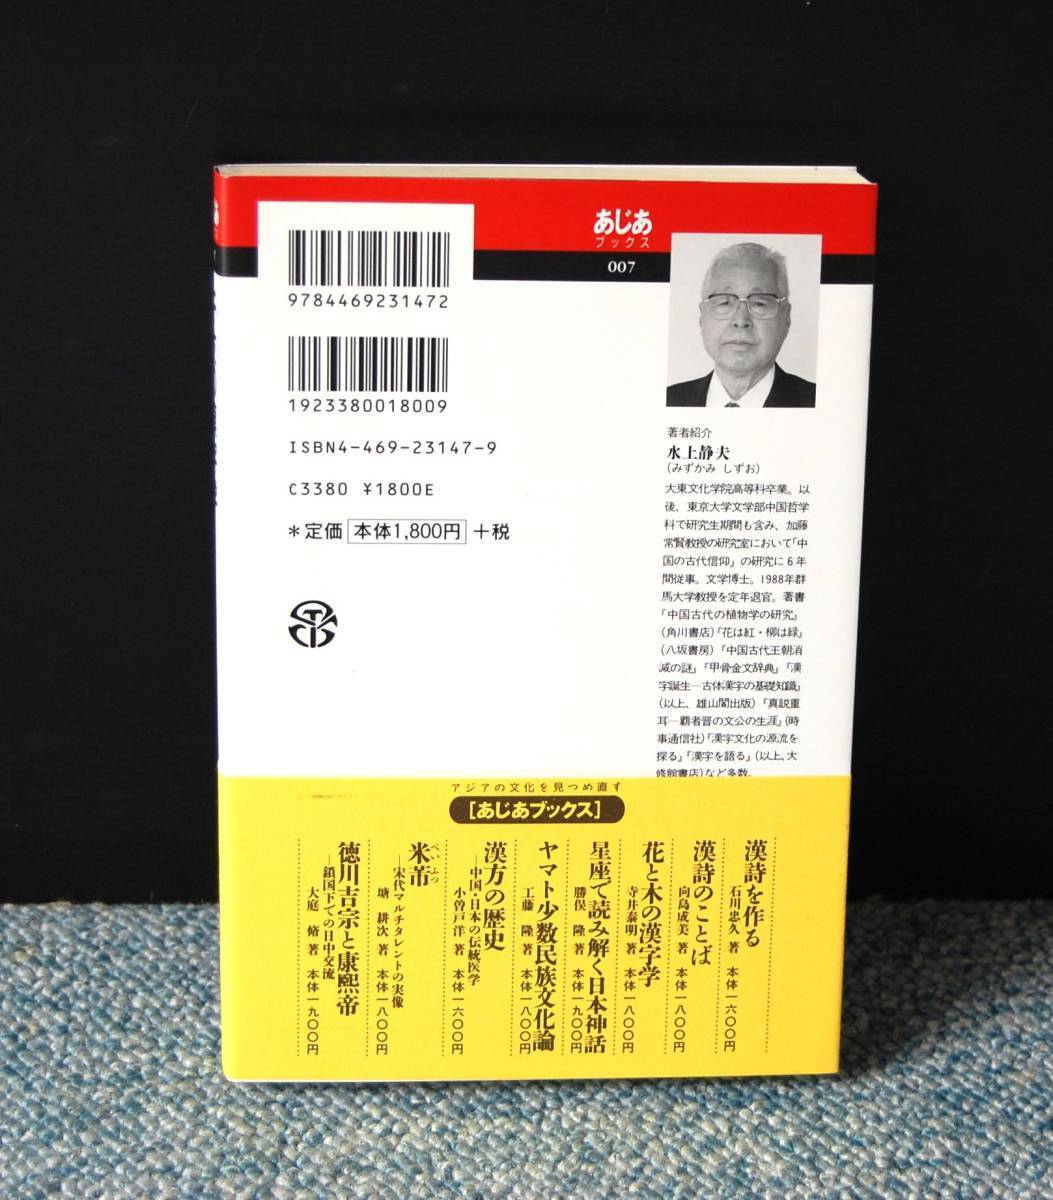 あじあ
ブックス
007
9784469231472
1923380018009
ISBN4-469-23147-9
C3380 ¥1800E
＊定価 本体1,800円 +税
著者紹介
水上静夫
(みずかみ しずお)
大東文化学院高等科卒業。以
後、東京大学文学部中国哲学
科で研究生期間も含み、加藤
常賢教授の研究室において「中
国の古代信仰」の研究に6年
間従事。文学博士。1988年群
馬大学教授を定年退官。著書
『中国古代の植物学の研究』
(角川書店)『花は紅・柳は緑』
(八坂書房)『中国古代王朝消
滅の謎』『甲骨金文辞典』『漢
字誕生―古体漢字の基礎知識』
(以上、雄山閣出版)『真説重
耳―覇者晋の文公の生涯』(時
事通信社)『漢字文化の源流を
探る』『漢字を語る』(以上、大
修館書店)など多数。
アジアの文化を見つめ直す
[あじあブックス]
漢詩を作る
石川忠久 著 本体一六〇〇円
漢詩のことば
向島成美 著 本体一八〇〇円
花と木の漢字学
寺井泰明 著 本体一八〇〇円
星座で読み解く日本神話
勝俣 隆 著 本体一九〇〇円
ヤマト少数民族文化論
工藤 隆 著 本体一八〇〇円
漢方の歴史
―中国・日本の伝統医学
小曽戸洋 著 本体一六〇〇円
米芾
べいふつ
―宋代マルチタレントの実像
塘 耕次 著 本体一八〇〇円
徳川吉宗と康熙帝
―鎖国下での日中交流
大庭 脩 著 本体一九〇〇円